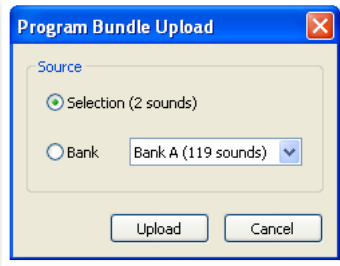 Program Bundle Upload
Source
Selection (2 sounds)
Bank Bank A (119 sounds)
Upload Cancel